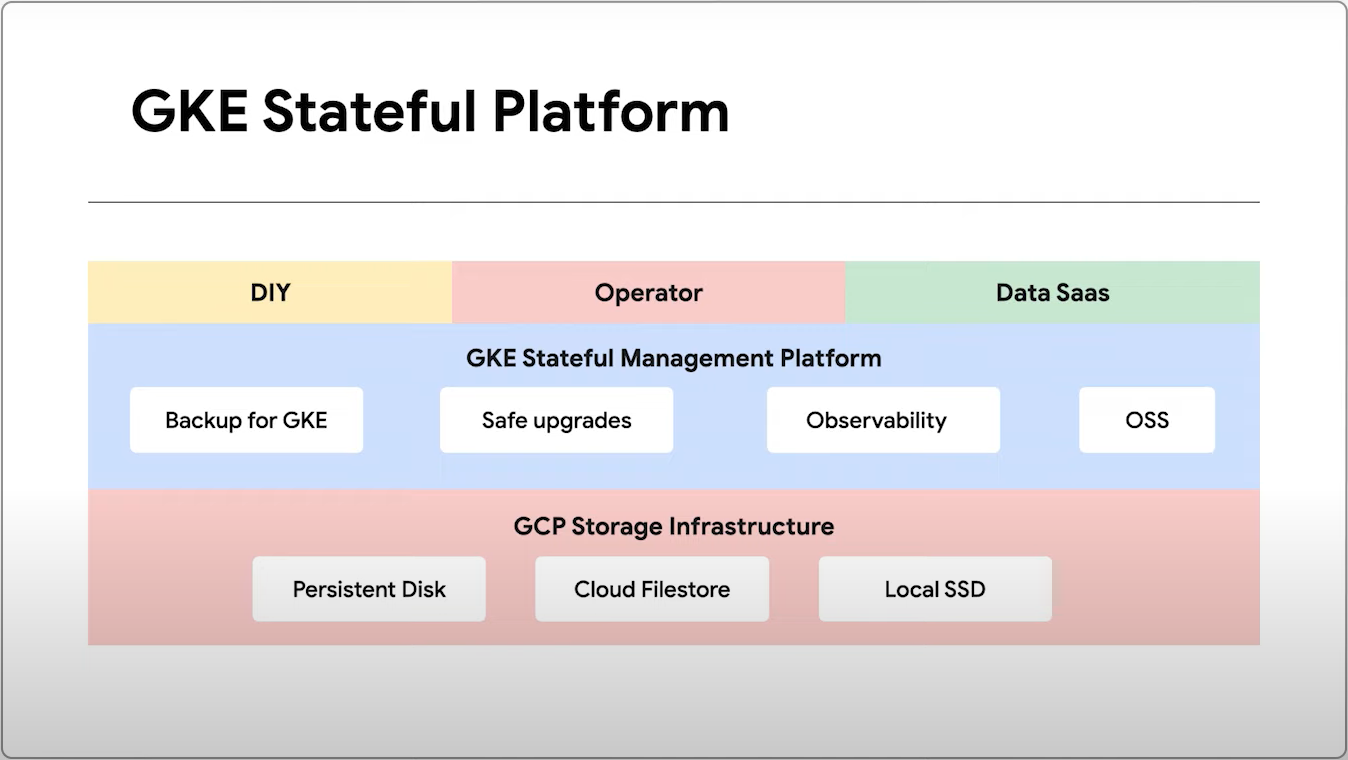 GKE Stateful Platform
DIY
Operator
Data Saas
GKE Stateful Management Platform
Backup for GKE
Safe upgrades
Observability
OSS
GCP Storage Infrastructure
Persistent Disk
Cloud Filestore
Local SSD